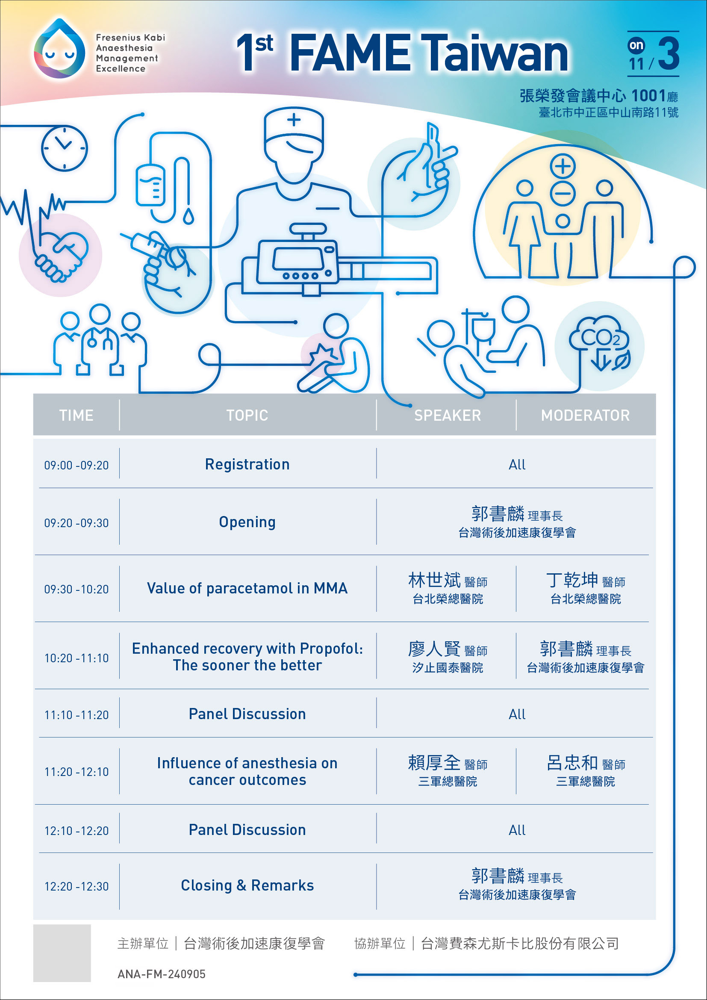 Fresenius Kabi
Anaesthesia
Management
Excellence
1st FAME Taiwan
on
11 / 3
張榮發會議中心 1001廳
臺北市中正區中山南路11號
CO2
TIME TOPIC SPEAKER MODERATOR
09:00 -09:20 Registration All
09:20 -09:30 Opening 郭書麟 理事長
台灣術後加速康復學會
09:30 -10:20 Value of paracetamol in MMA 林世斌 醫師 丁乾坤 醫師
台北榮總醫院 台北榮總醫院
10:20 -11:10 Enhanced recovery with Propofol:
The sooner the better
廖人賢 醫師 郭書麟 理事長
汐止國泰醫院 台灣術後加速康復學會
11:10 -11:20 Panel Discussion All
11:20 -12:10 Influence of anesthesia on
cancer outcomes
賴厚全 醫師 呂忠和 醫師
三軍總醫院 三軍總醫院
12:10 -12:20 Panel Discussion All
12:20 -12:30 Closing & Remarks 郭書麟 理事長
台灣術後加速康復學會
主辦單位｜台灣術後加速康復學會 協辦單位｜台灣費森尤斯卡比股份有限公司
ANA-FM-240905